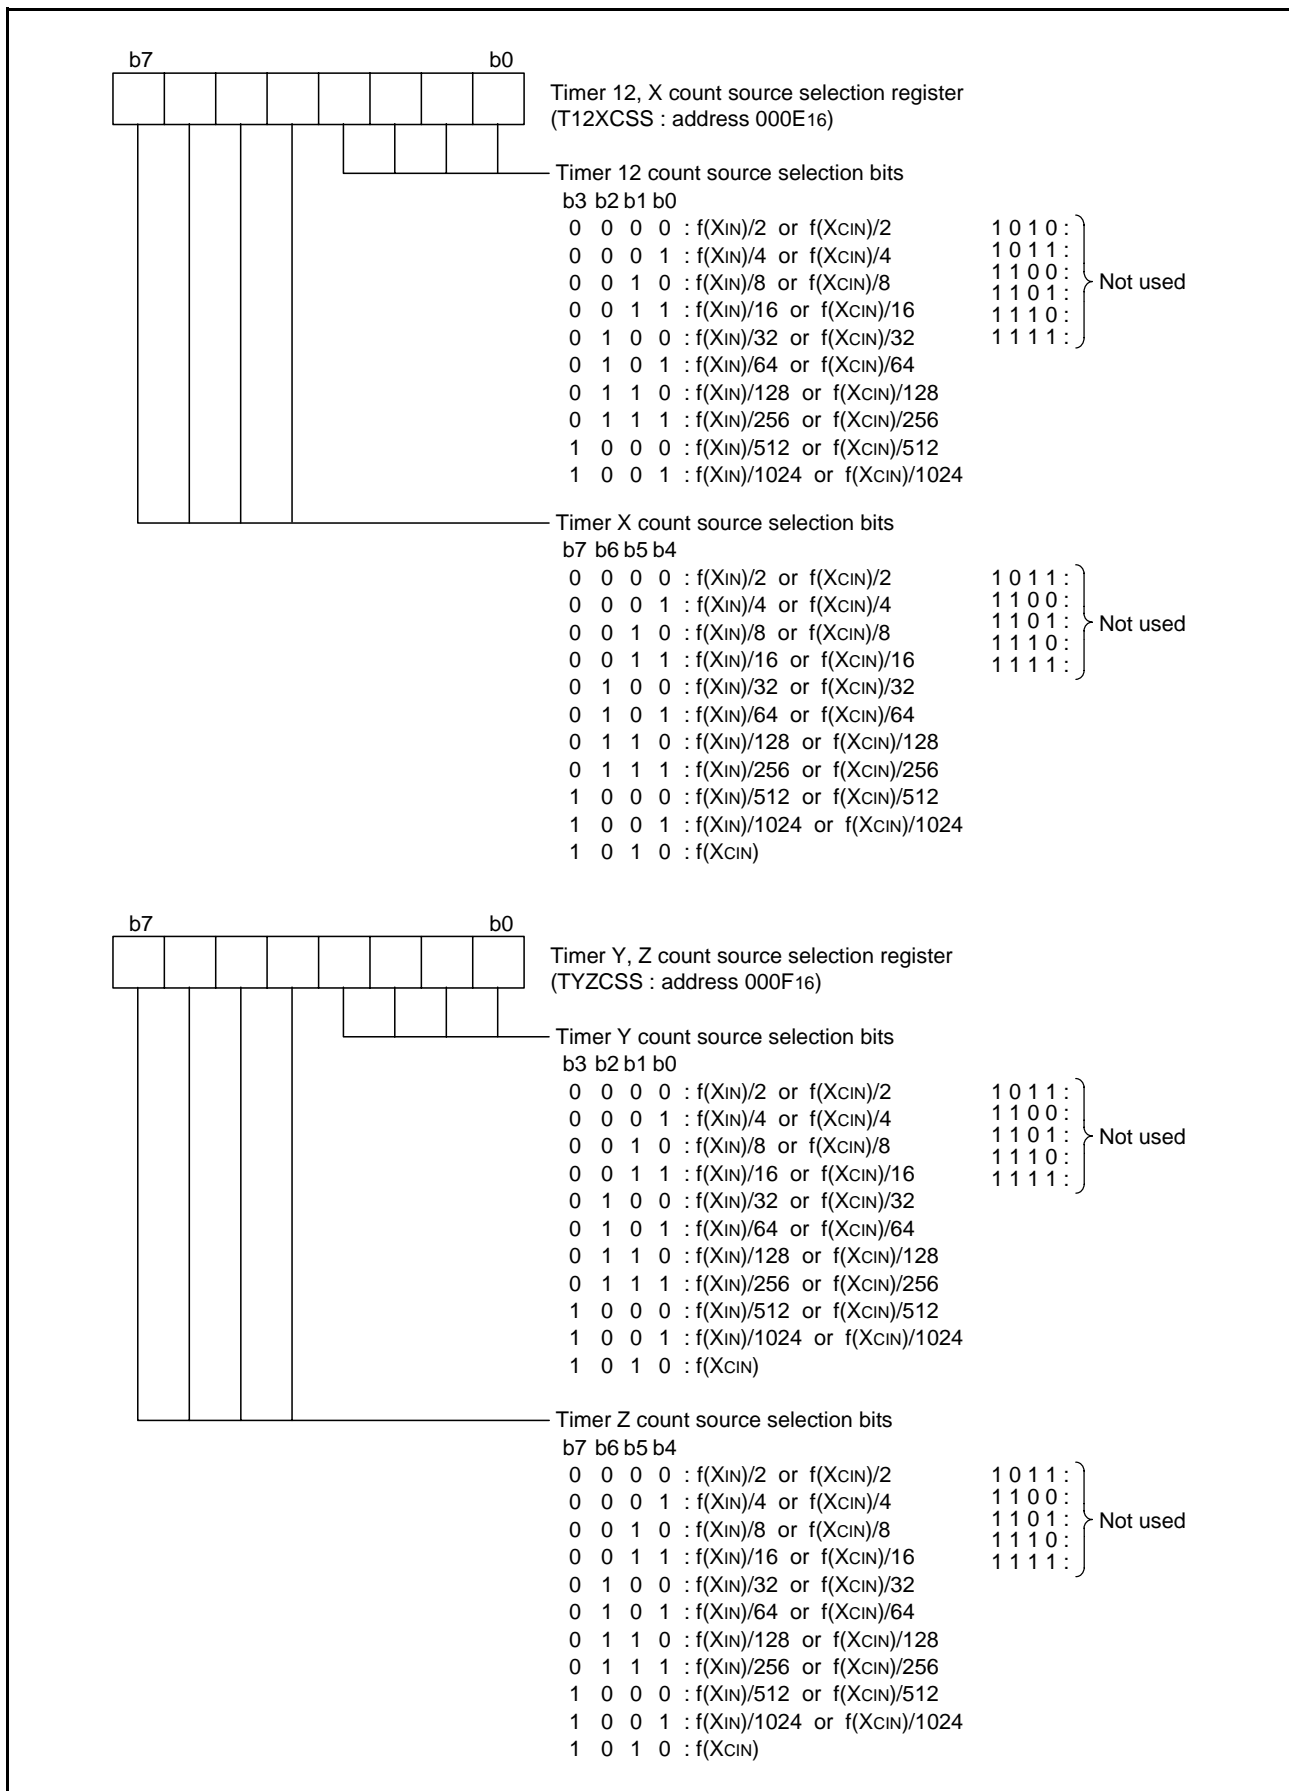 b7 b0
Timer 12, X count source selection register
(T12XCSS : address 000E16)
Timer 12 count source selection bits
b3 b2 b1 b0
0 0 0 0 : f(XIN)/2 or f(XCIN)/2 1 0 1 0 :
0 0 0 1 : f(XIN)/4 or f(XCIN)/4 1 0 1 1 :
0 0 1 0 : f(XIN)/8 or f(XCIN)/8 1 1 0 0 : Not used
0 0 1 1 : f(XIN)/16 or f(XCIN)/16 1 1 0 1 :
0 1 0 0 : f(XIN)/32 or f(XCIN)/32 1 1 1 0 :
0 1 0 1 : f(XIN)/64 or f(XCIN)/64 1 1 1 1 :
0 1 1 0 : f(XIN)/128 or f(XCIN)/128
0 1 1 1 : f(XIN)/256 or f(XCIN)/256
1 0 0 0 : f(XIN)/512 or f(XCIN)/512
1 0 0 1 : f(XIN)/1024 or f(XCIN)/1024
Timer X count source selection bits
b7 b6 b5 b4
0 0 0 0 : f(XIN)/2 or f(XCIN)/2 1 0 1 1 :
0 0 0 1 : f(XIN)/4 or f(XCIN)/4 1 1 0 0 :
0 0 1 0 : f(XIN)/8 or f(XCIN)/8 1 1 0 1 : Not used
0 0 1 1 : f(XIN)/16 or f(XCIN)/16 1 1 1 0 :
0 1 0 0 : f(XIN)/32 or f(XCIN)/32 1 1 1 1 :
0 1 0 1 : f(XIN)/64 or f(XCIN)/64
0 1 1 0 : f(XIN)/128 or f(XCIN)/128
0 1 1 1 : f(XIN)/256 or f(XCIN)/256
1 0 0 0 : f(XIN)/512 or f(XCIN)/512
1 0 0 1 : f(XIN)/1024 or f(XCIN)/1024
1 0 1 0 : f(XCIN)
b7 b0
Timer Y, Z count source selection register
(TYZCSS : address 000F16)
Timer Y count source selection bits
b3 b2 b1 b0
0 0 0 0 : f(XIN)/2 or f(XCIN)/2 1 0 1 1 :
0 0 0 1 : f(XIN)/4 or f(XCIN)/4 1 1 0 0 :
0 0 1 0 : f(XIN)/8 or f(XCIN)/8 1 1 0 1 : Not used
0 0 1 1 : f(XIN)/16 or f(XCIN)/16 1 1 1 0 :
0 1 0 0 : f(XIN)/32 or f(XCIN)/32 1 1 1 1 :
0 1 0 1 : f(XIN)/64 or f(XCIN)/64
0 1 1 0 : f(XIN)/128 or f(XCIN)/128
0 1 1 1 : f(XIN)/256 or f(XCIN)/256
1 0 0 0 : f(XIN)/512 or f(XCIN)/512
1 0 0 1 : f(XIN)/1024 or f(XCIN)/1024
1 0 1 0 : f(XCIN)
Timer Z count source selection bits
b7 b6 b5 b4
0 0 0 0 : f(XIN)/2 or f(XCIN)/2 1 0 1 1 :
0 0 0 1 : f(XIN)/4 or f(XCIN)/4 1 1 0 0 :
0 0 1 0 : f(XIN)/8 or f(XCIN)/8 1 1 0 1 : Not used
0 0 1 1 : f(XIN)/16 or f(XCIN)/16 1 1 1 0 :
0 1 0 0 : f(XIN)/32 or f(XCIN)/32 1 1 1 1 :
0 1 0 1 : f(XIN)/64 or f(XCIN)/64
0 1 1 0 : f(XIN)/128 or f(XCIN)/128
0 1 1 1 : f(XIN)/256 or f(XCIN)/256
1 0 0 0 : f(XIN)/512 or f(XCIN)/512
1 0 0 1 : f(XIN)/1024 or f(XCIN)/1024
1 0 1 0 : f(XCIN)